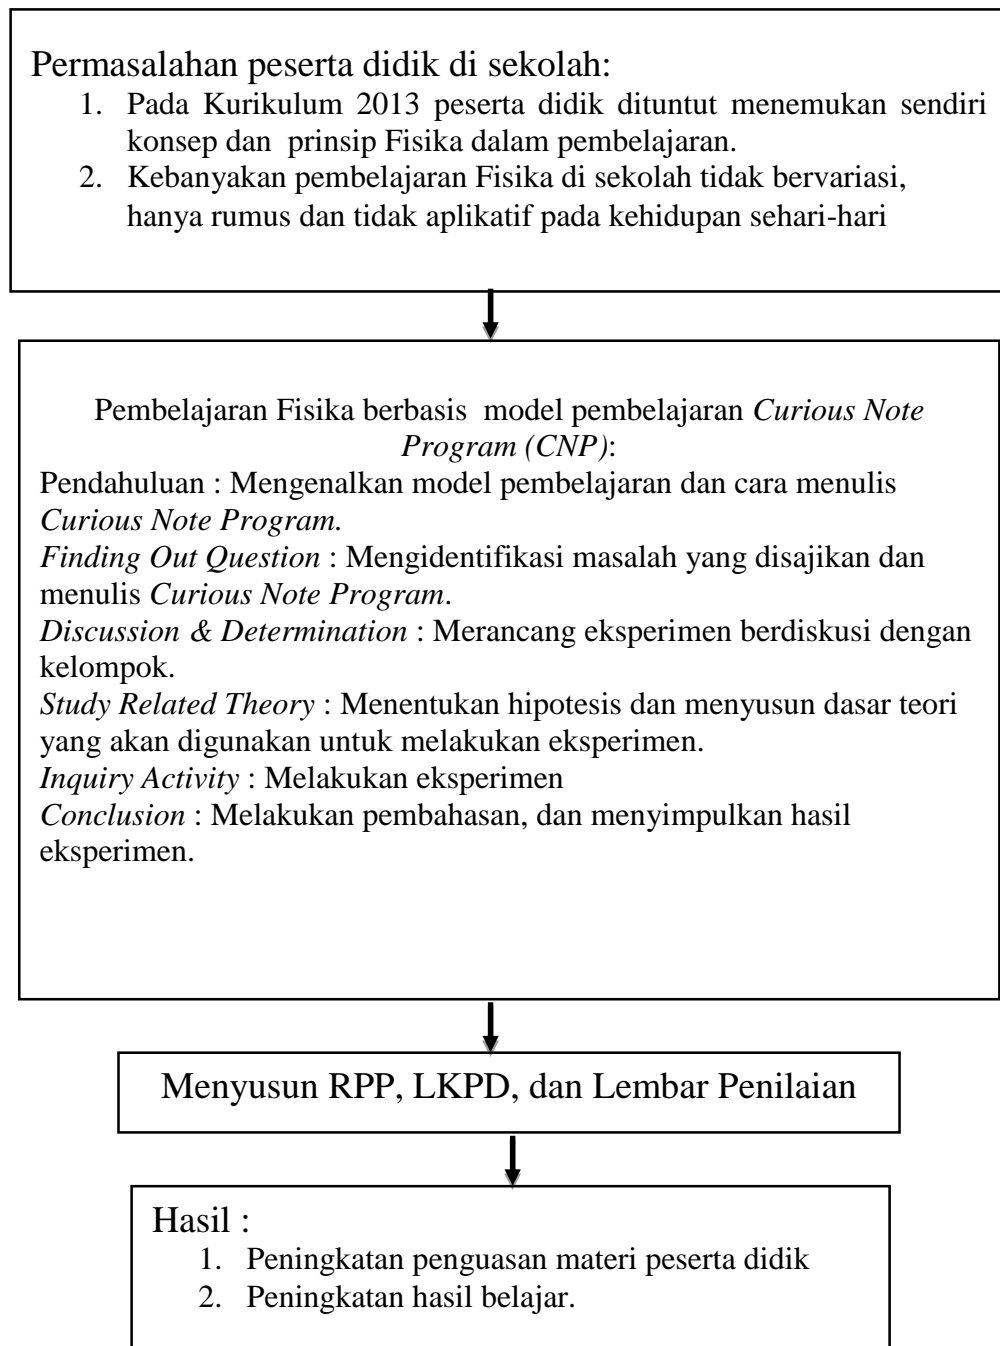 Permasalahan peserta didik di sekolah:
1. Pada Kurikulum 2013 peserta didik dituntut menemukan sendiri
konsep dan prinsip Fisika dalam pembelajaran.
2. Kebanyakan pembelajaran Fisika di sekolah tidak bervariasi,
hanya rumus dan tidak aplikatif pada kehidupan sehari-hari
Pembelajaran Fisika berbasis model pembelajaran Curious Note
Program (CNP):
Pendahuluan : Mengenalkan model pembelajaran dan cara menulis
Curious Note Program.
Finding Out Question : Mengidentifikasi masalah yang disajikan dan
menulis Curious Note Program.
Discussion & Determination : Merancang eksperimen berdiskusi dengan
kelompok.
Study Related Theory : Menentukan hipotesis dan menyusun dasar teori
yang akan digunakan untuk melakukan eksperimen.
Inquiry Activity : Melakukan eksperimen
Conclusion : Melakukan pembahasan, dan menyimpulkan hasil
eksperimen.
Menyusun RPP, LKPD, dan Lembar Penilaian
Hasil :
1. Peningkatan penguasan materi peserta didik
2. Peningkatan hasil belajar.